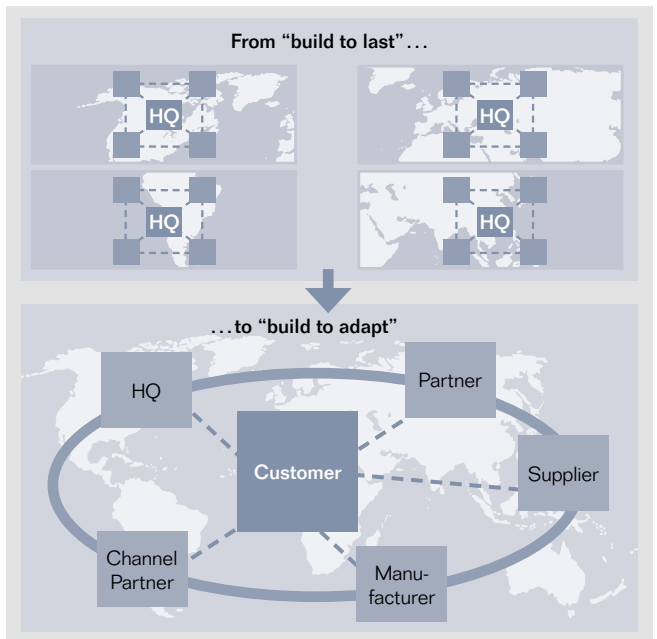 From “build to last”...
HQ
HQ
HQ
HQ
...to “build to adapt”
HQ
Partner
Customer
Supplier
Channel
Partner
Manu-
facturer